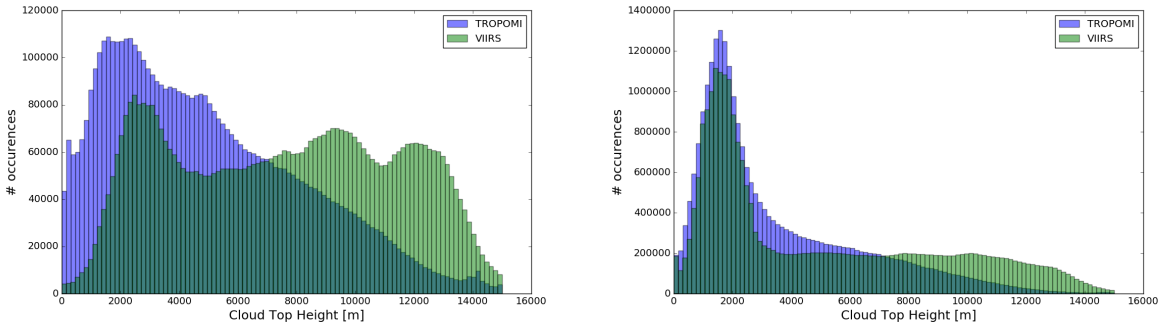 120000
100000
80000
60000
40000
20000
0
# occurences
0 2000 4000 6000 8000 10000 12000 14000 16000
Cloud Top Height [m]
TROPOMI
VIIRS
1400000
1200000
1000000
800000
600000
400000
200000
0
# occurences
0 2000 4000 6000 8000 10000 12000 14000 16000
Cloud Top Height [m]
TROPOMI
VIIRS